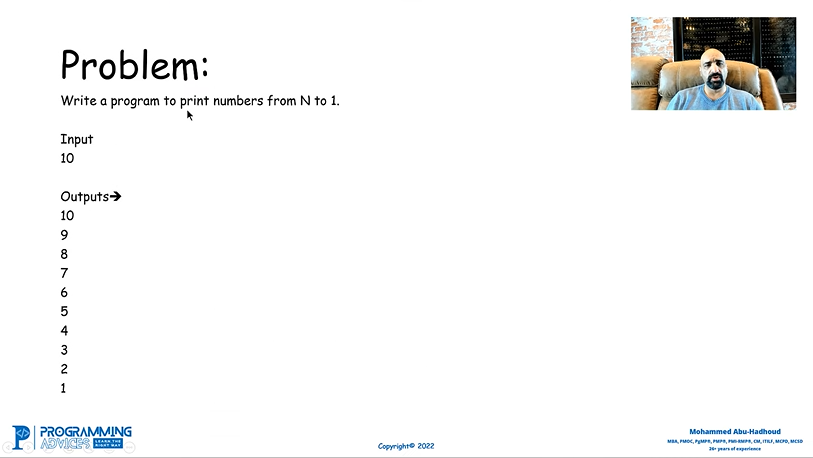 Problem:
Write a program to print numbers from N to 1.
Input
10
Outputs➔
10
9
8
7
6
5
4
3
2
1
PROGRAMMING
ADVICES
LEARN THE
RIGHT WAY
Copyright© 2022
Mohammed Abu-Hadhoud
MBA, PMOC, PgMP®, PMP®, PMI-RMP®, CM, ITILF, MCPD, MCSD
26+ years of experience